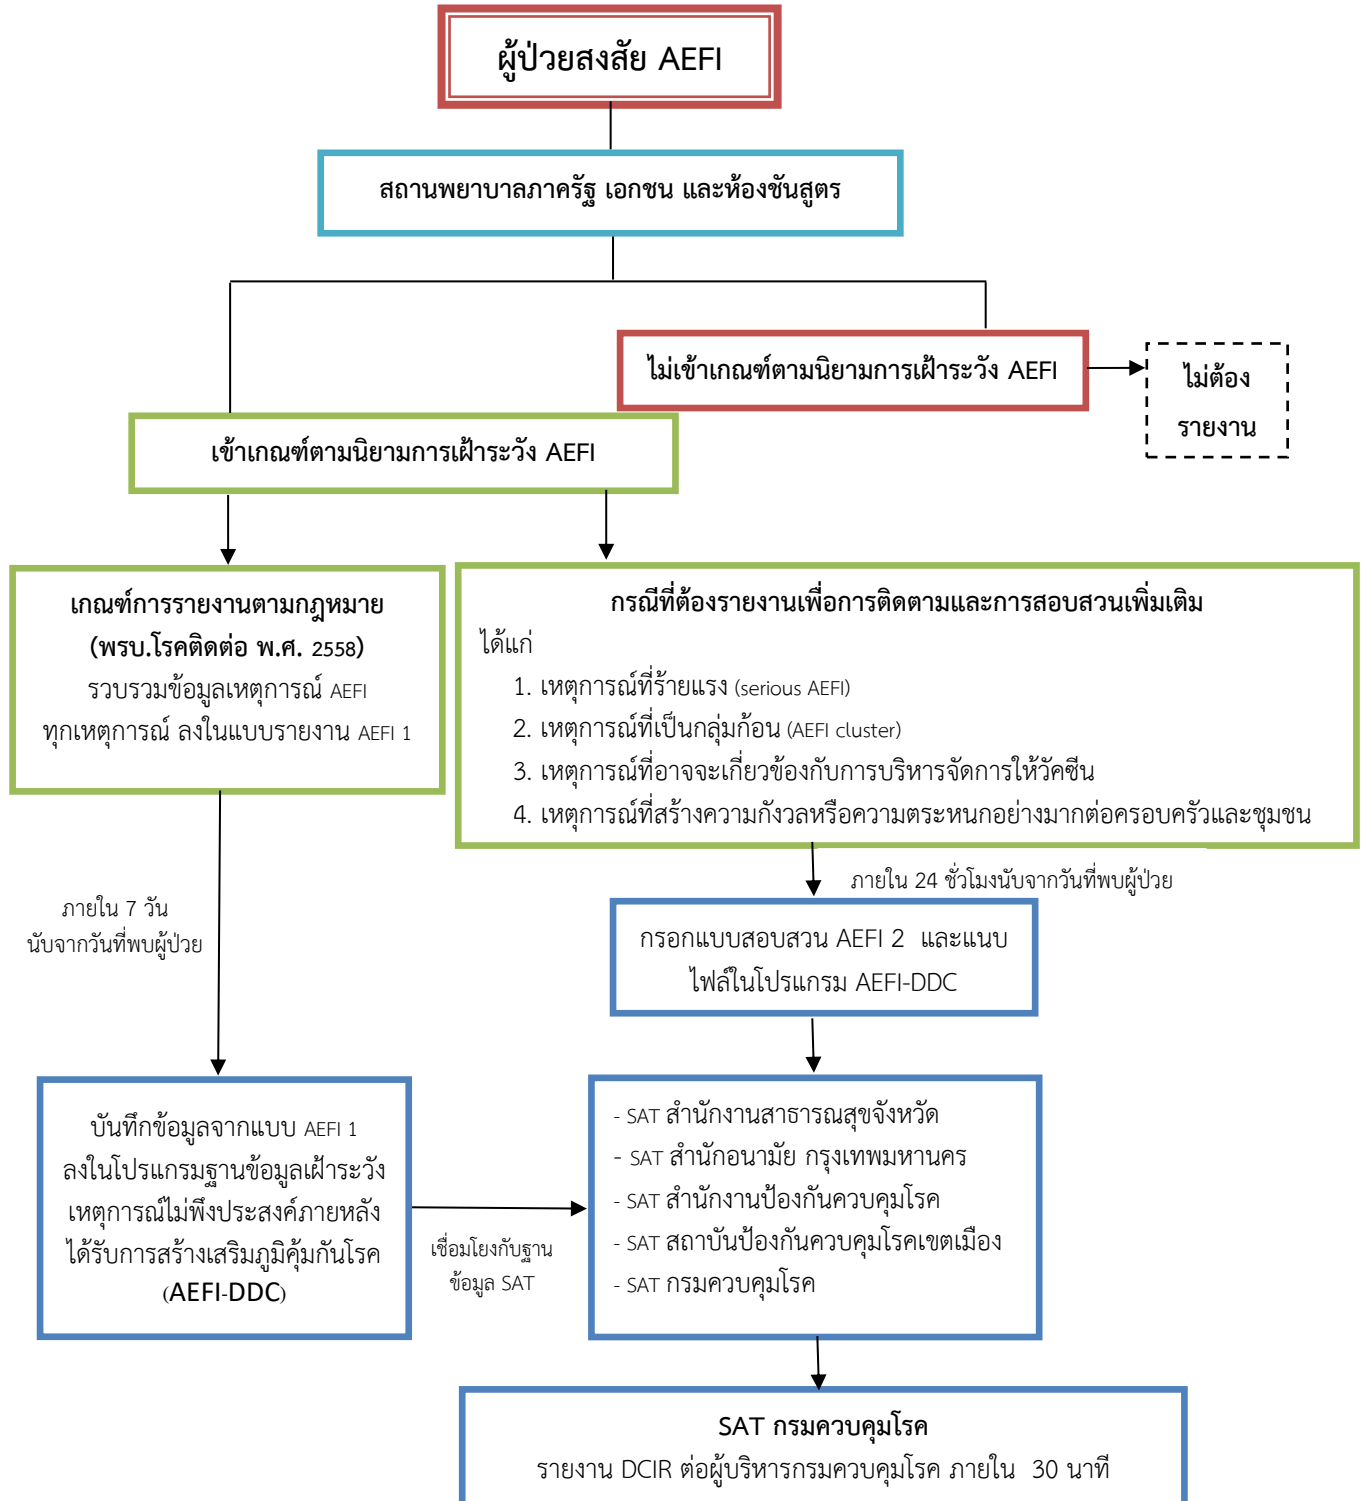 ผู้ป่วยสงสัย AEFI
สถานพยาบาลภาครัฐ เอกชน และห้องชันสูตร
ไม่เข้าเกณฑ์ตามนิยามการเฝ้าระวัง AEFI
ไม่ต้อง
รายงาน
เข้าเกณฑ์ตามนิยามการเฝ้าระวัง AEFI
เกณฑ์การรายงานตามกฎหมาย
(พรบ.โรคติดต่อ พ.ศ. 2558)
รวบรวมข้อมูลเหตุการณ์ AEFI
ทุกเหตุการณ์ ลงในแบบรายงาน AEFI 1
กรณีที่ต้องรายงานเพื่อการติดตามและการสอบสวนเพิ่มเติม
ได้แก่
1. เหตุการณ์ที่ร้ายแรง (serious AEFI)
2. เหตุการณ์ที่เป็นกลุ่มก้อน (AEFI cluster)
3. เหตุการณ์ที่อาจจะเกี่ยวข้องกับการบริหารจัดการให้วัคซีน
4. เหตุการณ์ที่สร้างความกังวลหรือความตระหนกอย่างมากต่อครอบครัวและชุมชน
ภายใน 7 วัน
นับจากวันที่พบผู้ป่วย
ภายใน 24 ชั่วโมงนับจากวันที่พบผู้ป่วย
กรอกแบบสอบสวน AEFI 2 และแนบ
ไฟล์ในโปรแกรม AEFI-DDC
บันทึกข้อมูลจากแบบ AEFI 1
ลงในโปรแกรมฐานข้อมูลเฝ้าระวัง
เหตุการณ์ไม่พึงประสงค์ภายหลัง
ได้รับการสร้างเสริมภูมิคุ้มกันโรค
(AEFI-DDC)
เชื่อมโยงกับฐาน
ข้อมูล SAT
- SAT สำนักงานสาธารณสุขจังหวัด
- SAT สำนักอนามัย กรุงเทพมหานคร
- SAT สำนักงานป้องกันควบคุมโรค
- SAT สถาบันป้องกันควบคุมโรคเขตเมือง
- SAT กรมควบคุมโรค
SAT กรมควบคุมโรค
รายงาน DCIR ต่อผู้บริหารกรมควบคุมโรค ภายใน 30 นาที